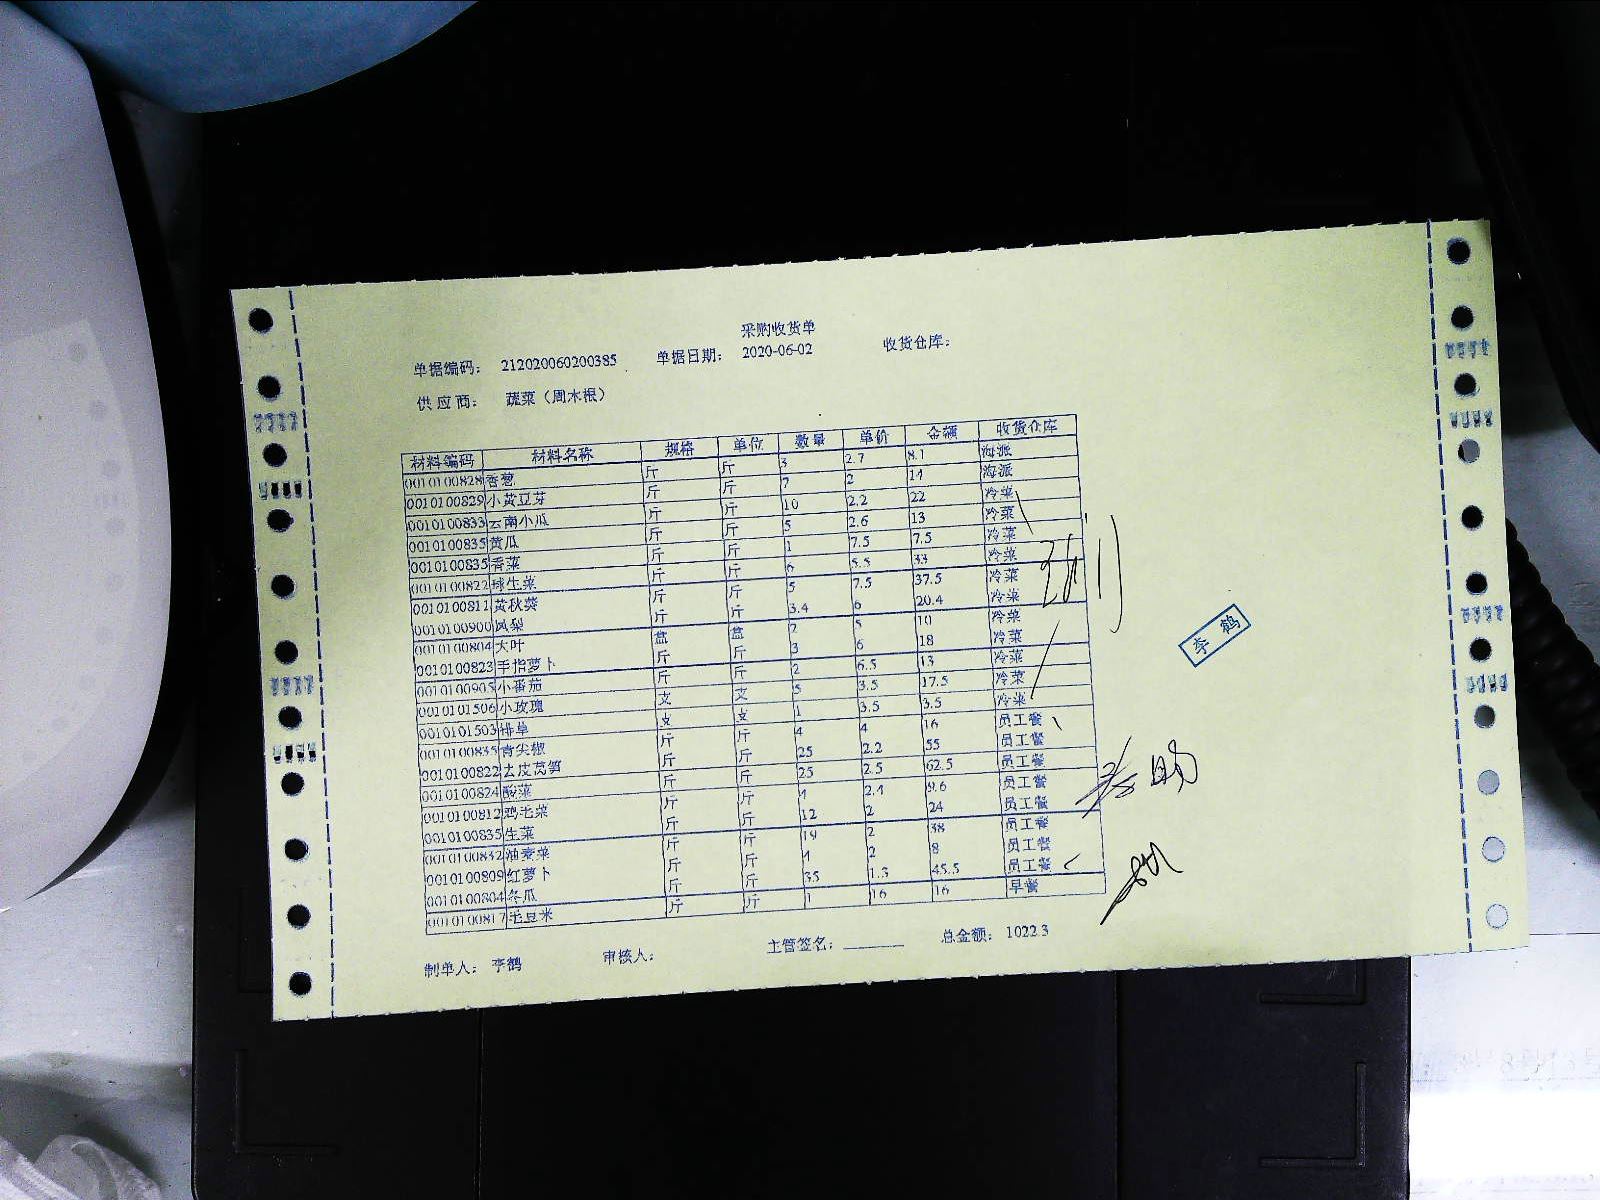 采购收货单
单据编码： 212020060200385 单据日期： 2020-06-02 收货仓库：
供应商： 蔬菜（周木根）
材料编码 材料名称 规格 单位 数量 单价 金额 收货仓库
0010100828 香葱 斤 斤 3 2.7 8.1 海派
0010100829 小黄豆芽 斤 斤 7 2 14 海派
0010100833 云南小瓜 斤 斤 10 2.2 22 冷菜
0010100835 黄瓜 斤 斤 5 2.6 13 冷菜
0010100835 香菜 斤 斤 1 7.5 7.5 冷菜
0010100822 球生菜 斤 斤 6 5.5 33 冷菜
0010100811 黄秋葵 斤 斤 5 7.5 37.5 冷菜
0010100900 凤梨 斤 斤 3.4 6 20.4 冷菜
0010100804 大叶 盒 盒 2 5 10 冷菜
0010100823 手指萝卜 斤 斤 3 6 18 冷菜
0010100905 小番茄 斤 斤 2 6.5 13 冷菜
0010101506 小玫瑰 支 支 5 3.5 17.5 冷菜
0010101503 排草 支 支 1 3.5 3.5 冷菜
0010100835 青尖椒 斤 斤 4 4 16 员工餐
0010100822 去皮莴笋 斤 斤 25 2.2 55 员工餐
0010100824 酸菜 斤 斤 25 2.5 62.5 员工餐
0010100812 鸡毛菜 斤 斤 4 2.4 9.6 员工餐
0010100835 生菜 斤 斤 12 2 24 员工餐
0010100832 油麦菜 斤 斤 19 2 38 员工餐
0010100809 红萝卜 斤 斤 4 2 8 员工餐
0010100804 冬瓜 斤 斤 35 1.3 45.5 员工餐
0010100817 毛豆米 斤 斤 1 16 16 早餐
制单人： 李鹤 审核人： 主管签名： 总金额： 1022.3
李鹤